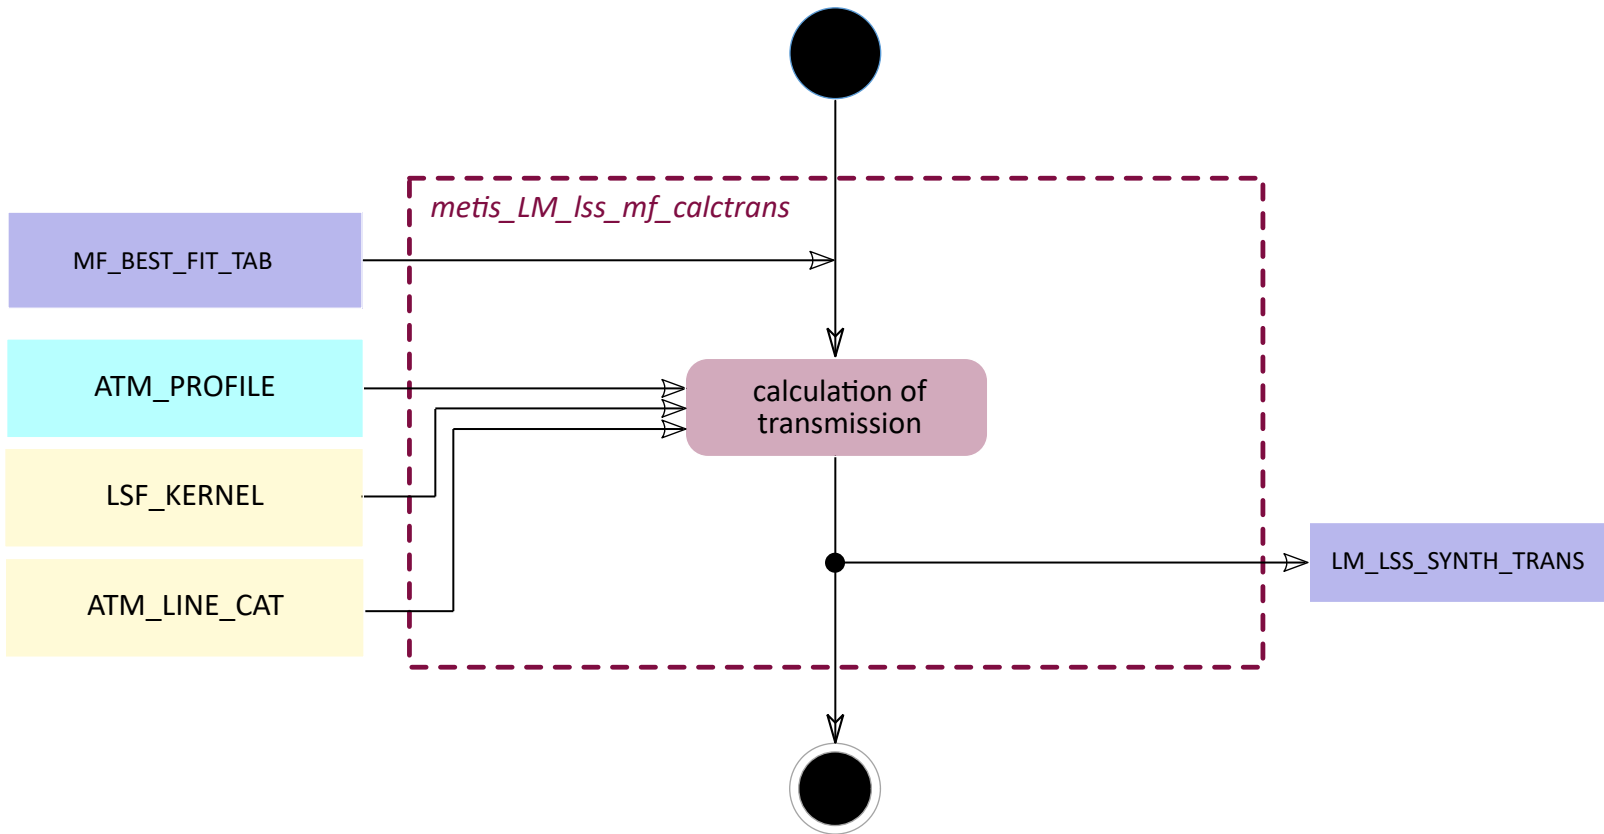 metis_LM_lss_mf_calctrans
MF_BEST_FIT_TAB
ATM_PROFILE
calculation of
transmission
LSF_KERNEL
LM_LSS_SYNTH_TRANS
ATM_LINE_CAT